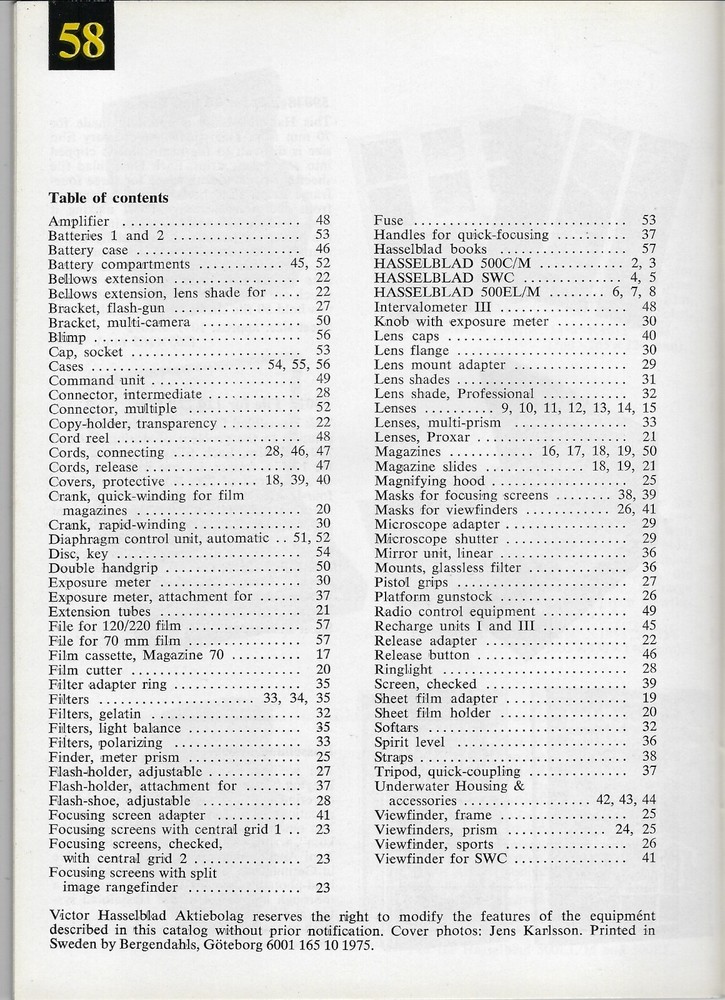 58
Table of contents
Amplifier ......................... 48
Batteries 1 and 2 .................. 53
Battery case ........................ 46
Battery compartments ............ 45, 52
Bellows extension ................... 22
Bellows extension, lens shade for .... 22
Bracket, flash-gun .................. 27
Bracket, multi-camera .............. 50
Blimp .............................. 56
Cap, socket ........................ 53
Cases ........................ 54, 55, 56
Command unit ..................... 49
Connector, intermediate .............. 28
Connector, multiple ................ 52
Copy-holder, transparency ........... 22
Cord reel .......................... 48
Cords, connecting ............ 28, 46, 47
Cords, release ...................... 47
Covers, protective ............ 18, 39, 40
Crank, quick-winding for film
magazines ........................ 20
Crank, rapid-winding ............... 30
Diaphragm control unit, automatic .. 51, 52
Disc, key .......................... 54
Double handgrip .................... 50
Exposure meter .................... 30
Exposure meter, attachment for ...... 37
Extension tubes ..................... 21
File for 120/220 film ................ 57
File for 70 mm film ................. 57
Film cassette, Magazine 70 .......... 17
Film cutter ......................... 20
Filter adapter ring .................. 35
Filters ...................... 33, 34, 35
Filters, gelatin ..................... 32
Filters, light balance ................ 35
Filters, polarizing .................. 33
Finder, meter prism ................. 25
Flash-holder, adjustable ............. 27
Flash-holder, attachment for ........ 37
Flash-shoe, adjustable .............. 28
Focusing screen adapter ............. 41
Focusing screens with central grid 1 .. 23
Focusing screens, checked,
with central grid 2 ............... 23
Focusing screens with split
image rangefinder ................ 23
Fuse .............................. 53
Handles for quick-focusing .......... 37
Hasselblad books .................. 57
HASSELBLAD 500C/M ............ 2, 3
HASSELBLAD SWC ............... 4, 5
HASSELBLAD 500EL/M ........ 6, 7, 8
Intervalometer III ................... 48
Knob with exposure meter .......... 30
Lens caps .......................... 40
Lens flange ........................ 30
Lens mount adapter ................ 29
Lens shades ........................ 31
Lens shade, Professional ............ 32
Lenses .......... 9, 10, 11, 12, 13, 14, 15
Lenses, multi-prism ................ 33
Lenses, Proxar ..................... 21
Magazines ............ 16, 17, 18, 19, 50
Magazine slides .............. 18, 19, 21
Magnifying hood .................... 25
Masks for focusing screens ........ 38, 39
Masks for viewfinders ............ 26, 41
Microscope adapter ................. 29
Microscope shutter .................. 29
Mirror unit, linear ................... 36
Mounts, glassless filter ............... 36
Pistol grips ......................... 27
Platform gunstock .................. 26
Radio control equipment ............ 49
Recharge units I and III ............ 45
Release adapter ..................... 22
Release button ...................... 46
Ringlight .......................... 28
Screen, checked .................... 39
Sheet film adapter .................. 19
Sheet film holder ................... 20
Softars ............................ 32
Spirit level ........................ 36
Straps .............................. 38
Tripod, quick-coupling ............. 37
Underwater Housing &
accessories .................. 42, 43, 44
Viewfinder, frame .................. 25
Viewfinders, prism .............. 24, 25
Viewfinder, sports .................. 26
Viewfinder for SWC ................ 41
Victor Hasselblad Aktiebolag reserves the right to modify the features of the equipmént
described in this catalog without prior notification. Cover photos: Jens Karlsson. Printed in
Sweden by Bergendahls, Göteborg 6001 165 10 1975.